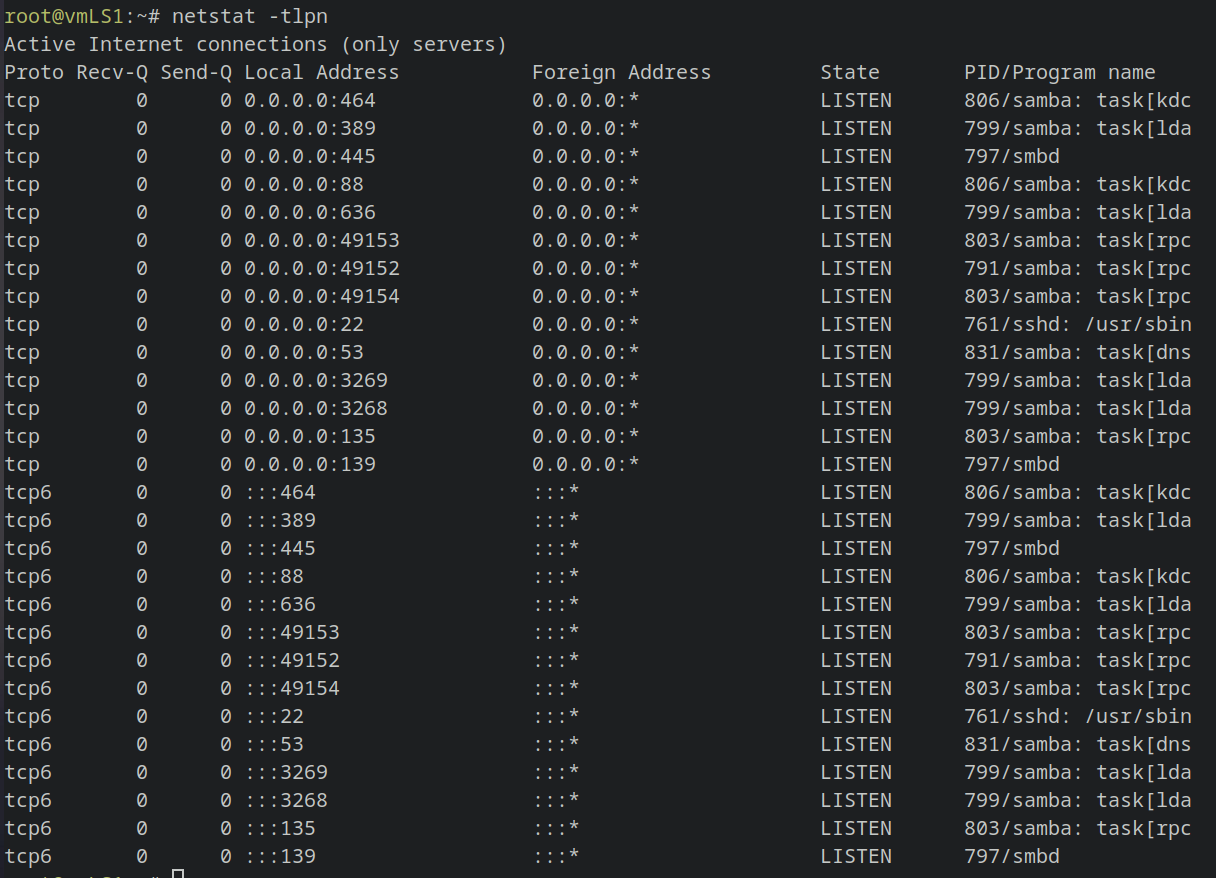 root@vmLS1:~# netstat -tlpn
Active Internet connections (only servers)
Proto Recv-Q Send-Q Local Address           Foreign Address         State       PID/Program name
tcp        0      0 0.0.0.0:464             0.0.0.0:*               LISTEN      806/samba: task[kdc
tcp        0      0 0.0.0.0:389             0.0.0.0:*               LISTEN      799/samba: task[lda
tcp        0      0 0.0.0.0:445             0.0.0.0:*               LISTEN      797/smbd
tcp        0      0 0.0.0.0:88              0.0.0.0:*               LISTEN      806/samba: task[kdc
tcp        0      0 0.0.0.0:636             0.0.0.0:*               LISTEN      799/samba: task[lda
tcp        0      0 0.0.0.0:49153           0.0.0.0:*               LISTEN      803/samba: task[rpc
tcp        0      0 0.0.0.0:49152           0.0.0.0:*               LISTEN      791/samba: task[rpc
tcp        0      0 0.0.0.0:49154           0.0.0.0:*               LISTEN      803/samba: task[rpc
tcp        0      0 0.0.0.0:22              0.0.0.0:*               LISTEN      761/sshd: /usr/sbin
tcp        0      0 0.0.0.0:53              0.0.0.0:*               LISTEN      831/samba: task[dns
tcp        0      0 0.0.0.0:3269            0.0.0.0:*               LISTEN      799/samba: task[lda
tcp        0      0 0.0.0.0:3268            0.0.0.0:*               LISTEN      799/samba: task[lda
tcp        0      0 0.0.0.0:135             0.0.0.0:*               LISTEN      803/samba: task[rpc
tcp        0      0 0.0.0.0:139             0.0.0.0:*               LISTEN      797/smbd
tcp6       0      0 :::464                  :::*                    LISTEN      806/samba: task[kdc
tcp6       0      0 :::389                  :::*                    LISTEN      799/samba: task[lda
tcp6       0      0 :::445                  :::*                    LISTEN      797/smbd
tcp6       0      0 :::88                   :::*                    LISTEN      806/samba: task[kdc
tcp6       0      0 :::636                  :::*                    LISTEN      799/samba: task[lda
tcp6       0      0 :::49153                :::*                    LISTEN      803/samba: task[rpc
tcp6       0      0 :::49152                :::*                    LISTEN      791/samba: task[rpc
tcp6       0      0 :::49154                :::*                    LISTEN      803/samba: task[rpc
tcp6       0      0 :::22                   :::*                    LISTEN      761/sshd: /usr/sbin
tcp6       0      0 :::53                   :::*                    LISTEN      831/samba: task[dns
tcp6       0      0 :::3269                 :::*                    LISTEN      799/samba: task[lda
tcp6       0      0 :::3268                 :::*                    LISTEN      799/samba: task[lda
tcp6       0      0 :::135                  :::*                    LISTEN      803/samba: task[rpc
tcp6       0      0 :::139                  :::*                    LISTEN      797/smbd